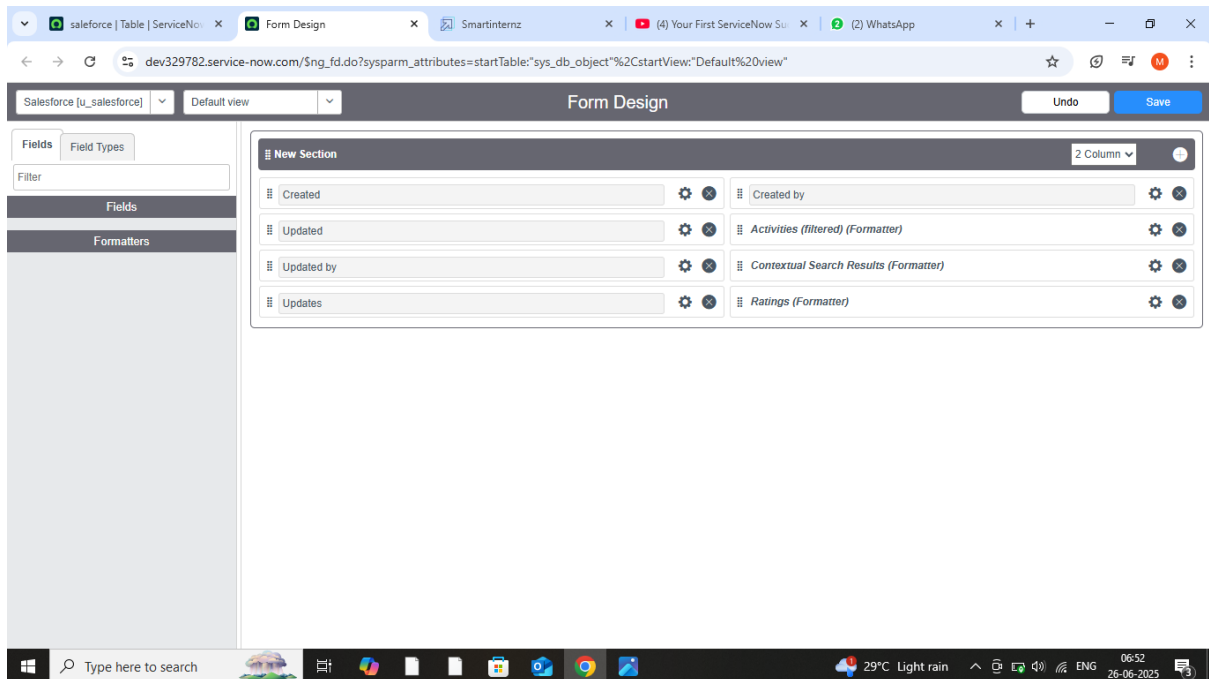 saleforce | Table | ServiceNov
Form Design
Smartinternz
(4) Your First ServiceNow Su
2 (2) WhatsApp
dev329782.service-now.com/$ng_fd.do?sysparm_attributes=startTable:"sys_db_object"%2CstartView:"Default%20view"
M
Salesforce [u_salesforce]
Default view
Form Design
Undo
Save
Fields
Field Types
Filter
Fields
Formatters
New Section
2 Column
Created
Created by
Updated
Activities (filtered) (Formatter)
Updated by
Contextual Search Results (Formatter)
Updates
Ratings (Formatter)
Type here to search
29°C Light rain
ENG
06:52
26-06-2025
3